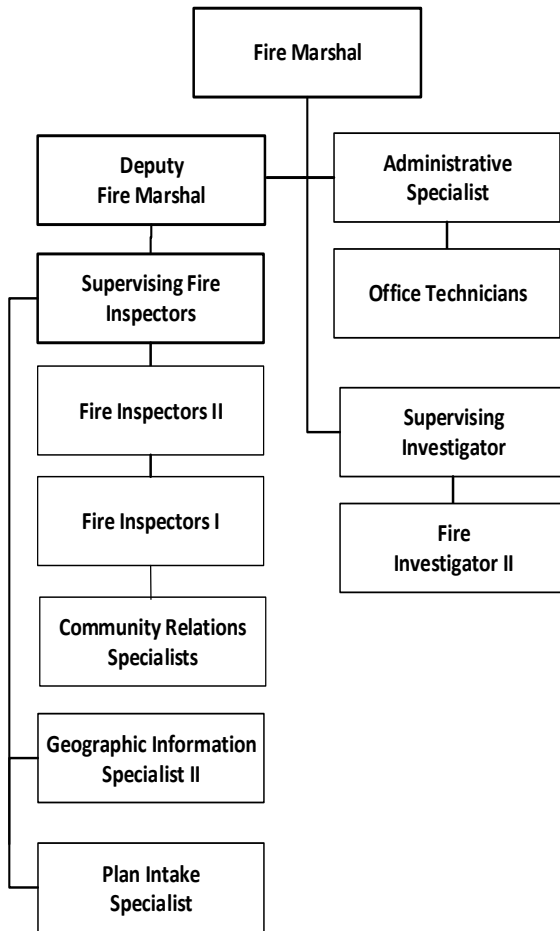 Fire Marshal
Deputy
Fire Marshal
Administrative
Specialist
Supervising Fire
Inspectors
Office Technicians
Fire Inspectors II
Supervising
Investigator
Fire Inspectors I
Fire
Investigator II
Community Relations
Specialists
Geographic Information
Specialist II
Plan Intake
Specialist